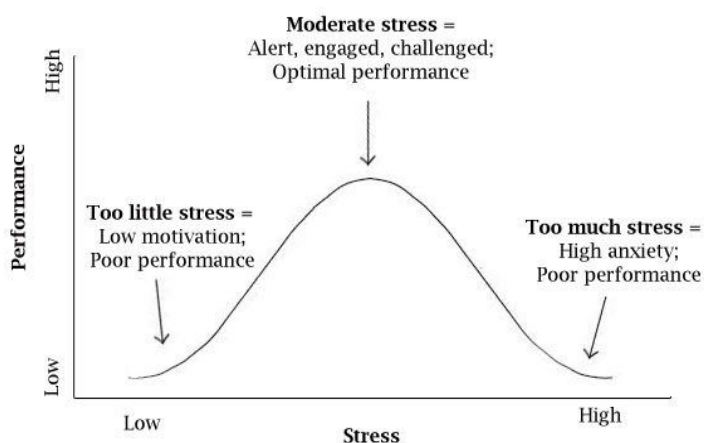 Moderate stress =
Alert, engaged, challenged;
Optimal performance
High
Performance
Too little stress =
Low motivation;
Poor performance
Too much stress =
High anxiety;
Poor performance
Low
Low
High
Stress